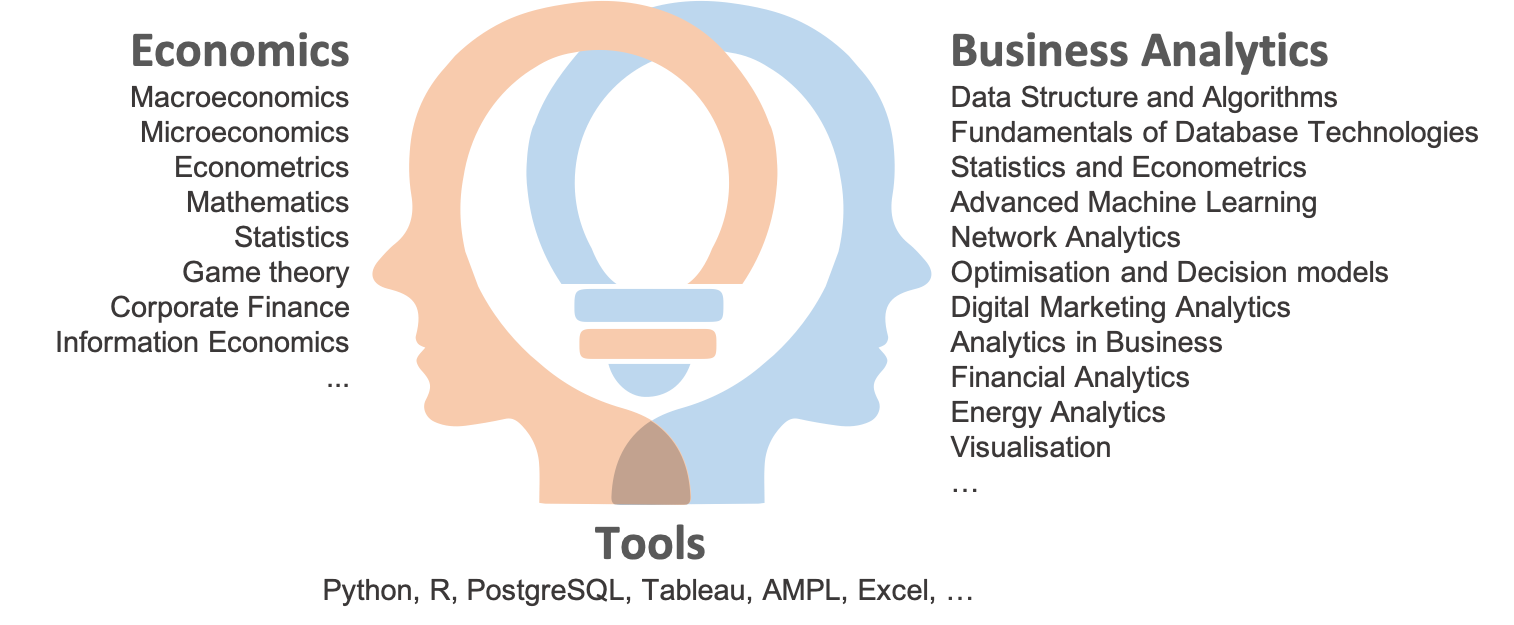 Economics
Macroeconomics
Microeconomics
Econometrics
Mathematics
Statistics
Game theory
Corporate Finance
Information Economics
...
Business Analytics
Data Structure and Algorithms
Fundamentals of Database Technologies
Statistics and Econometrics
Advanced Machine Learning
Network Analytics
Optimisation and Decision models
Digital Marketing Analytics
Analytics in Business
Financial Analytics
Energy Analytics
Visualisation
…
Tools
Python, R, PostgreSQL, Tableau, AMPL, Excel, …